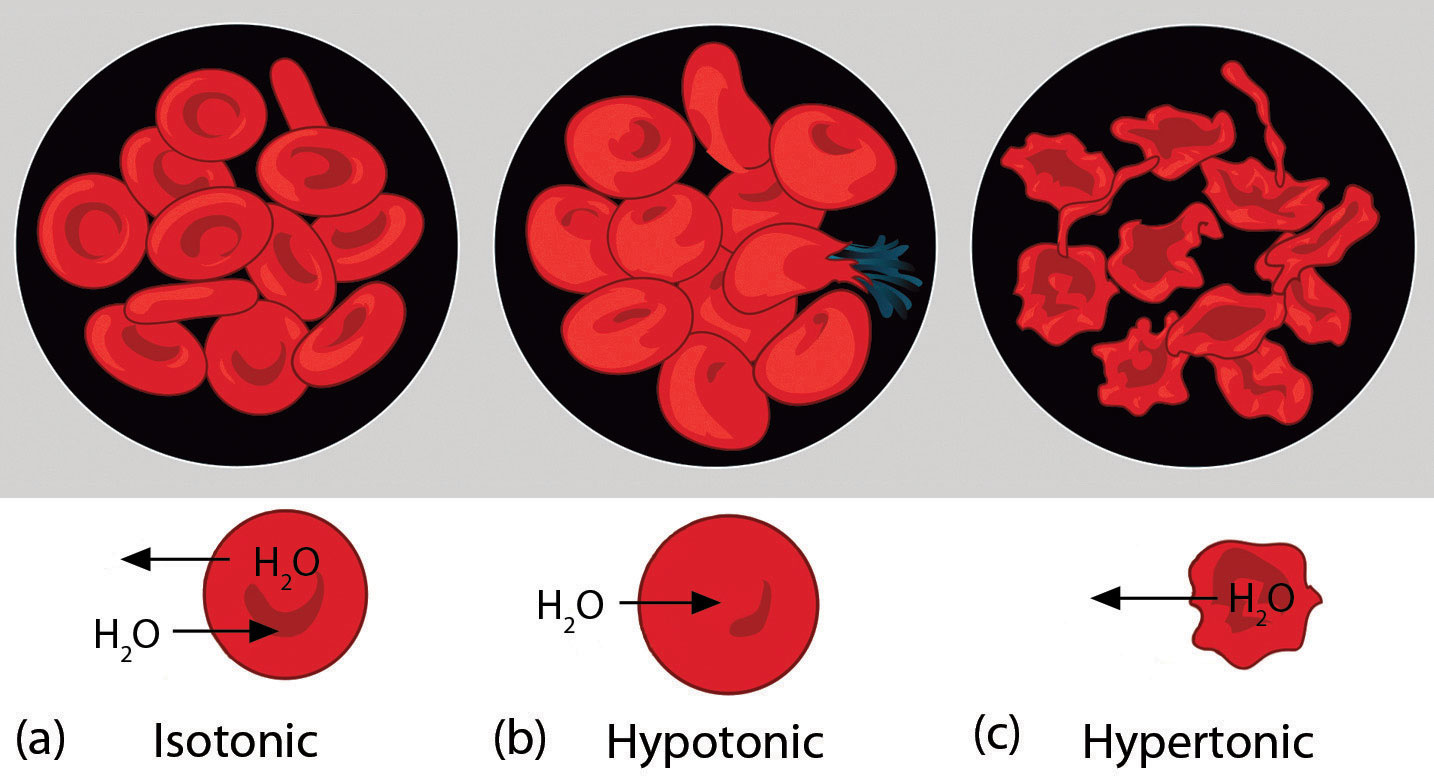 H₂O
H₂O
(a) Isotonic
H₂O
(b) Hypotonic
H₂O
(c) Hypertonic